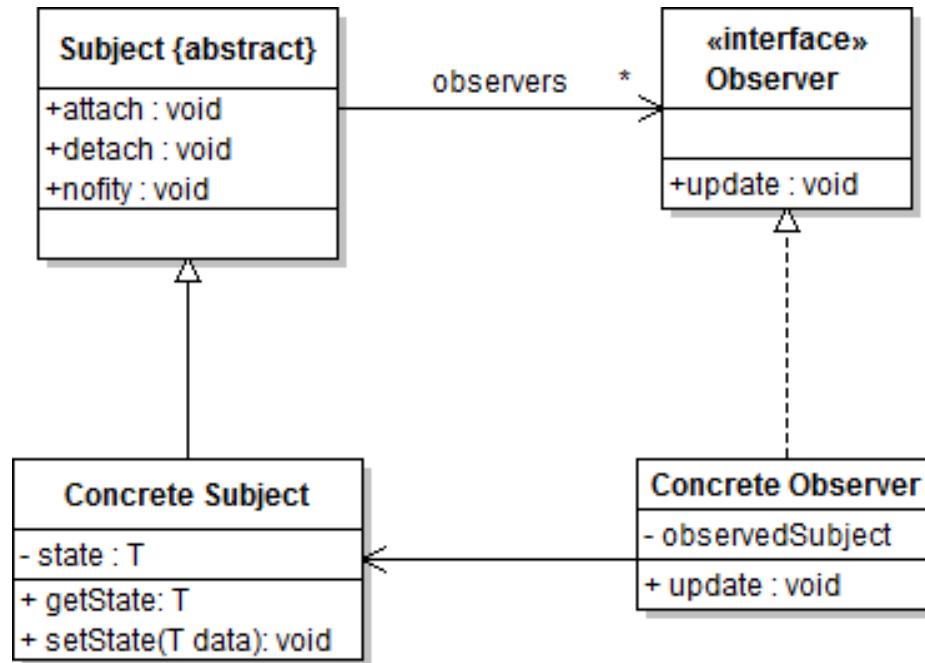 Subject {abstract}
+attach : void
+detach : void
+nofity : void
observers *
«interface»
Observer
+update : void
Concrete Subject
- state : T
+ getState: T
+ setState(T data): void
Concrete Observer
- observedSubject
+ update : void